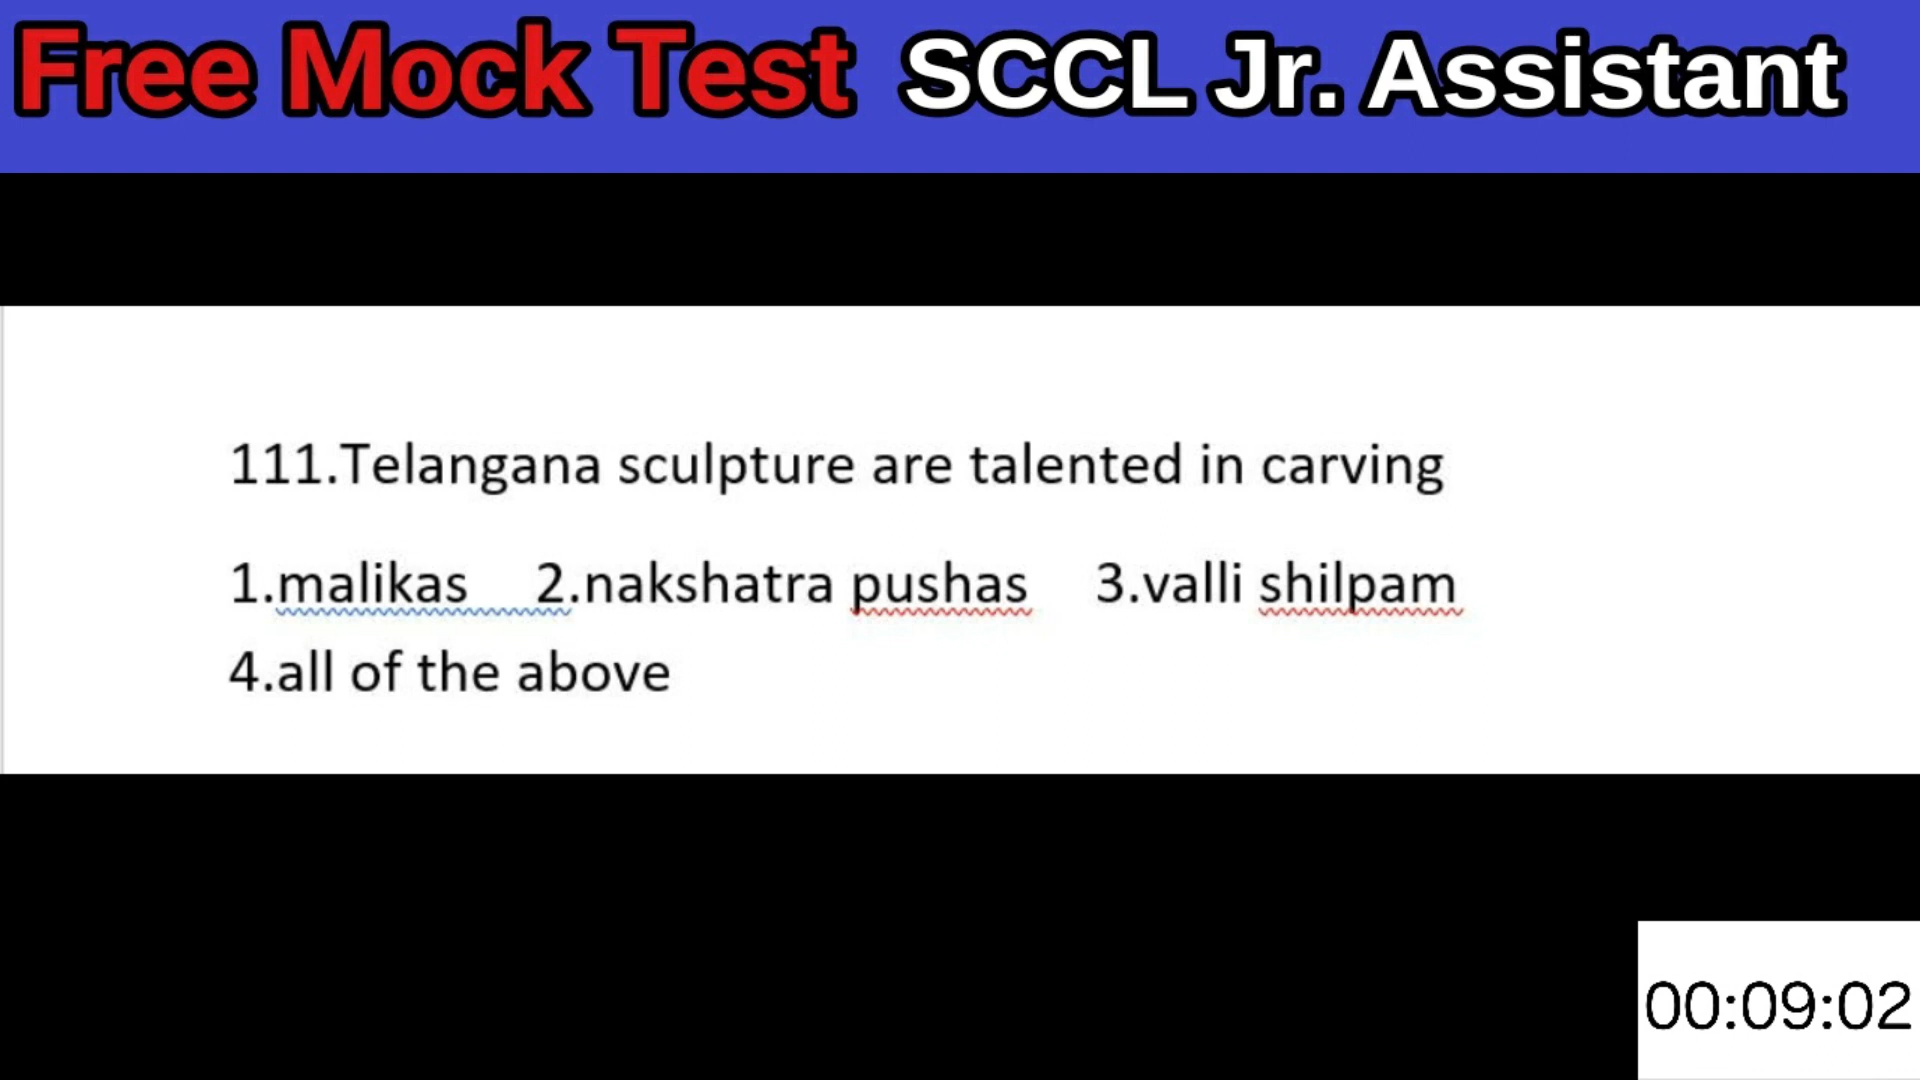 Free Mock Test SCCL Jr. Assistant
111.Telangana sculpture are talented in carving
1.malikas 2.nakshatra pushas 3.valli shilpam
4.all of the above
00:09:02